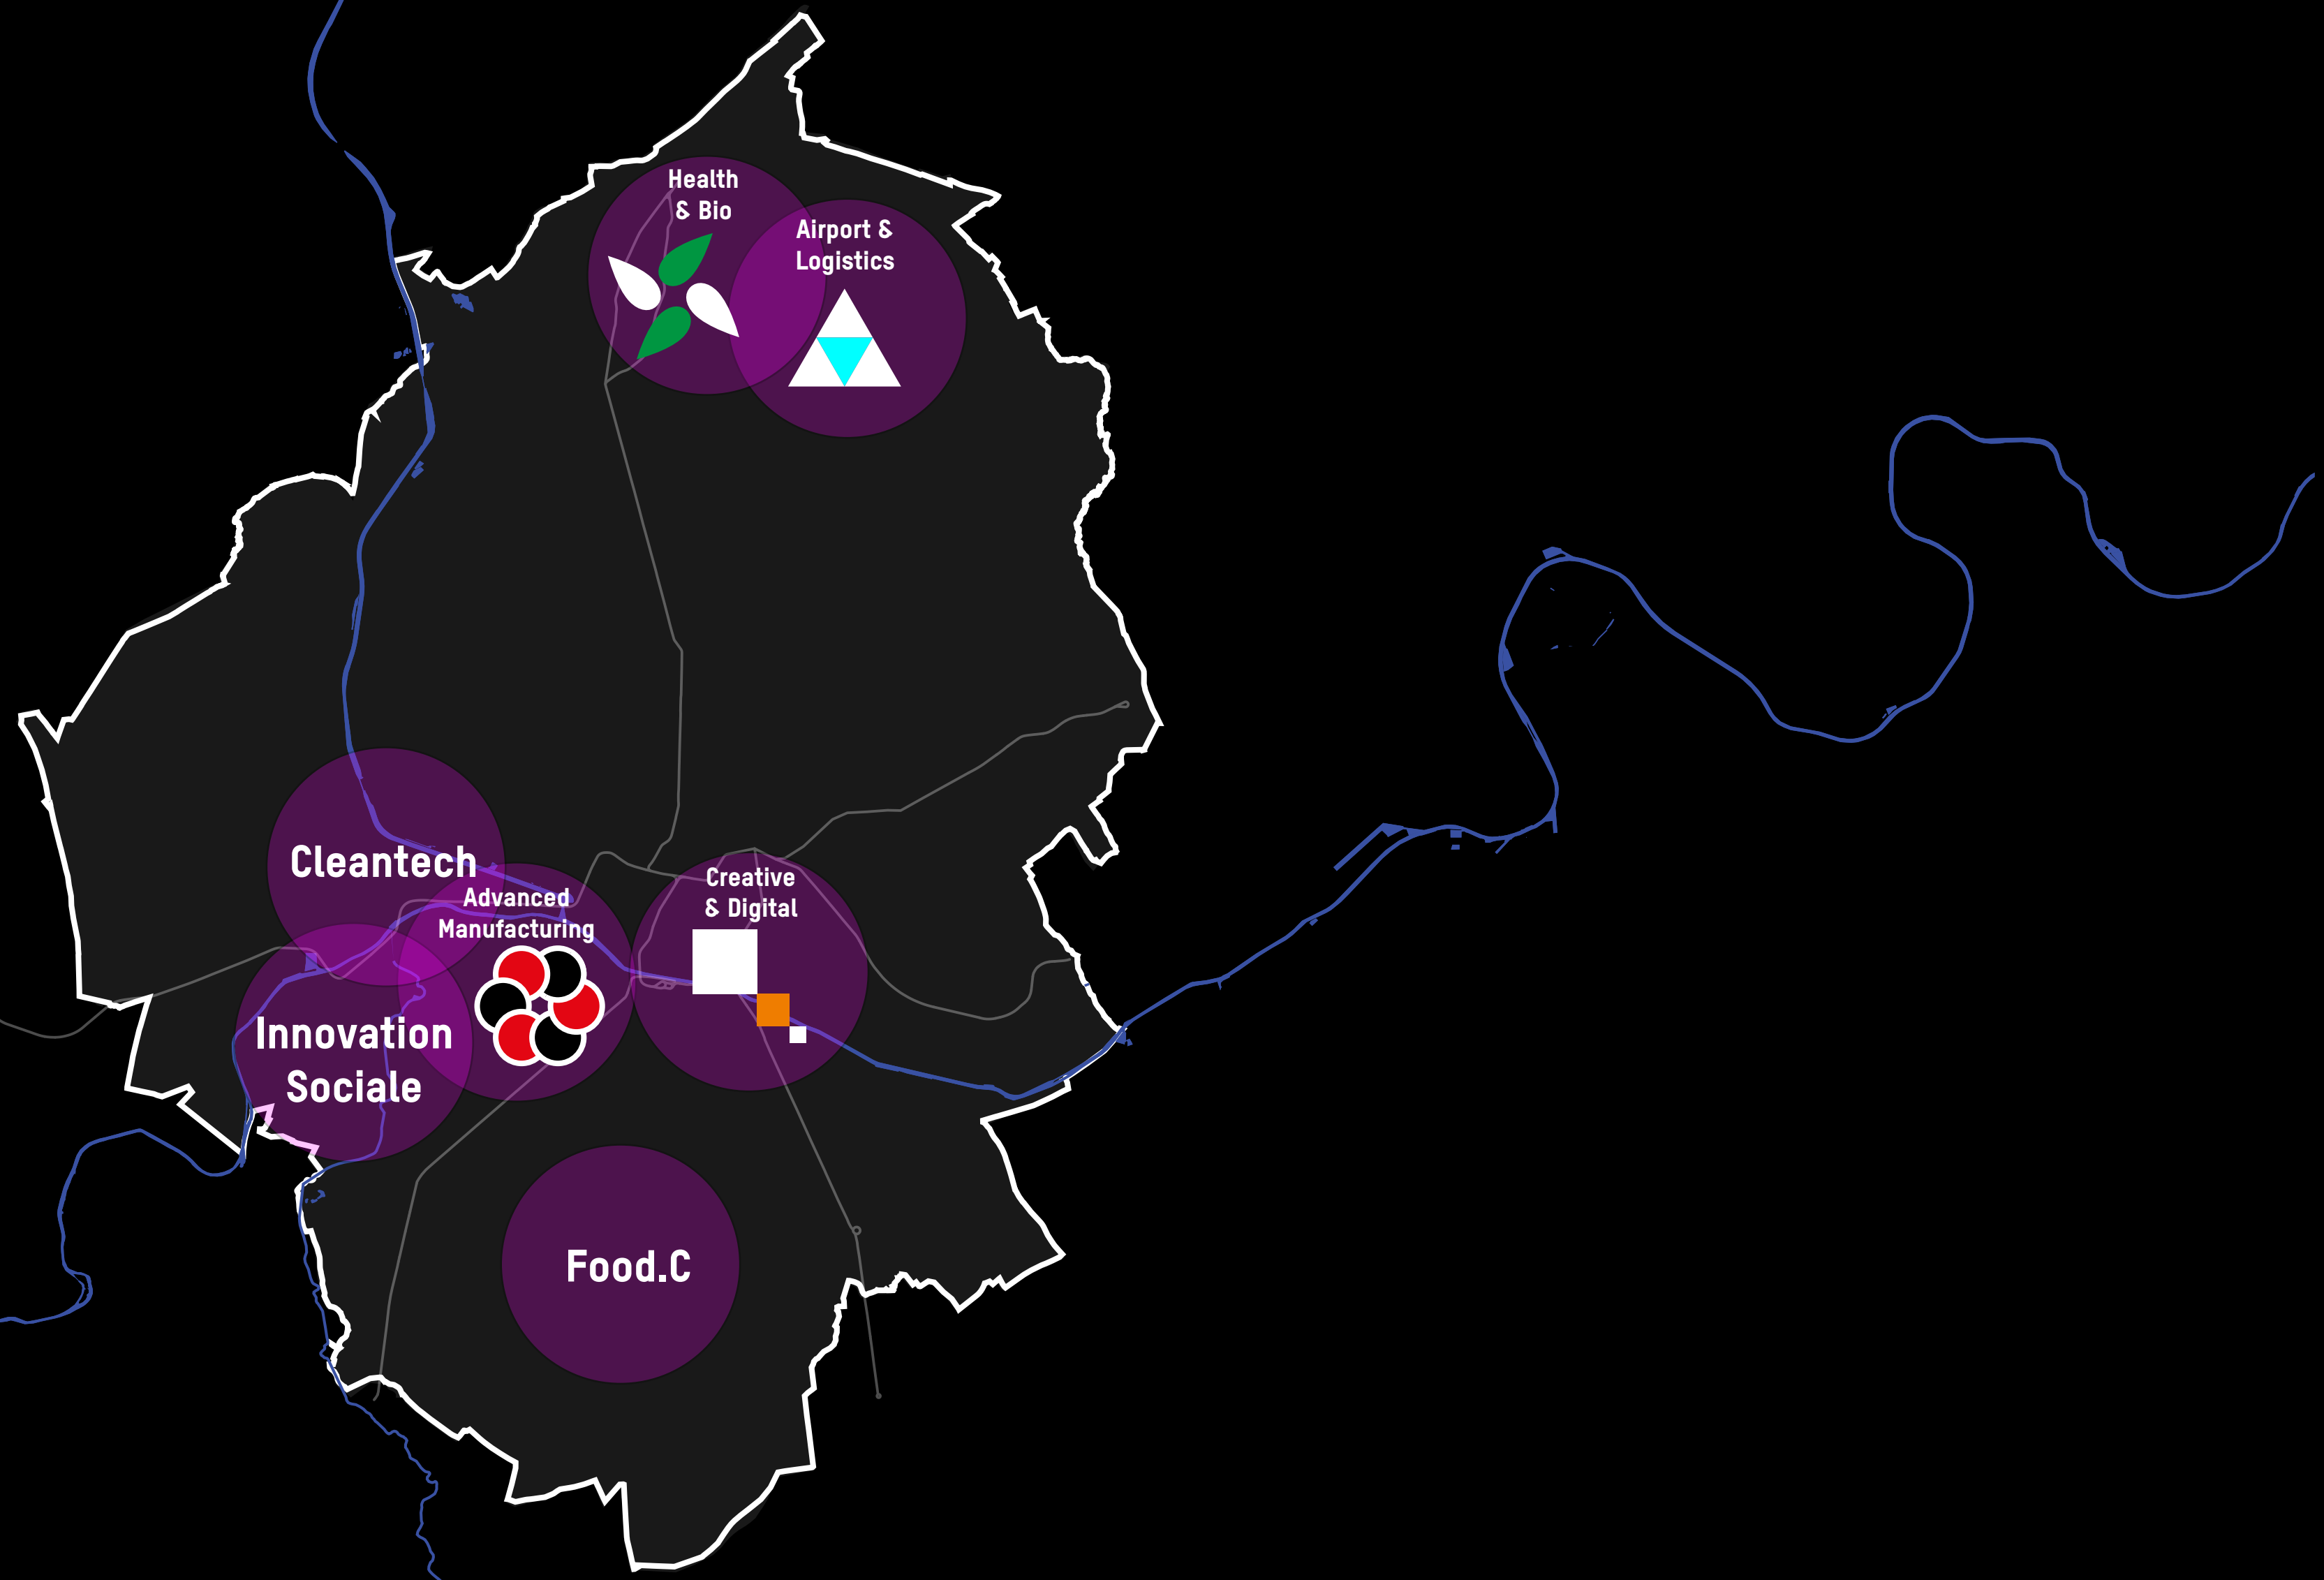 Health
& Bio
Airport &
Logistics
Cleantech
Advanced
Manufacturing
Creative
& Digital
Innovation
Sociale
Food.C